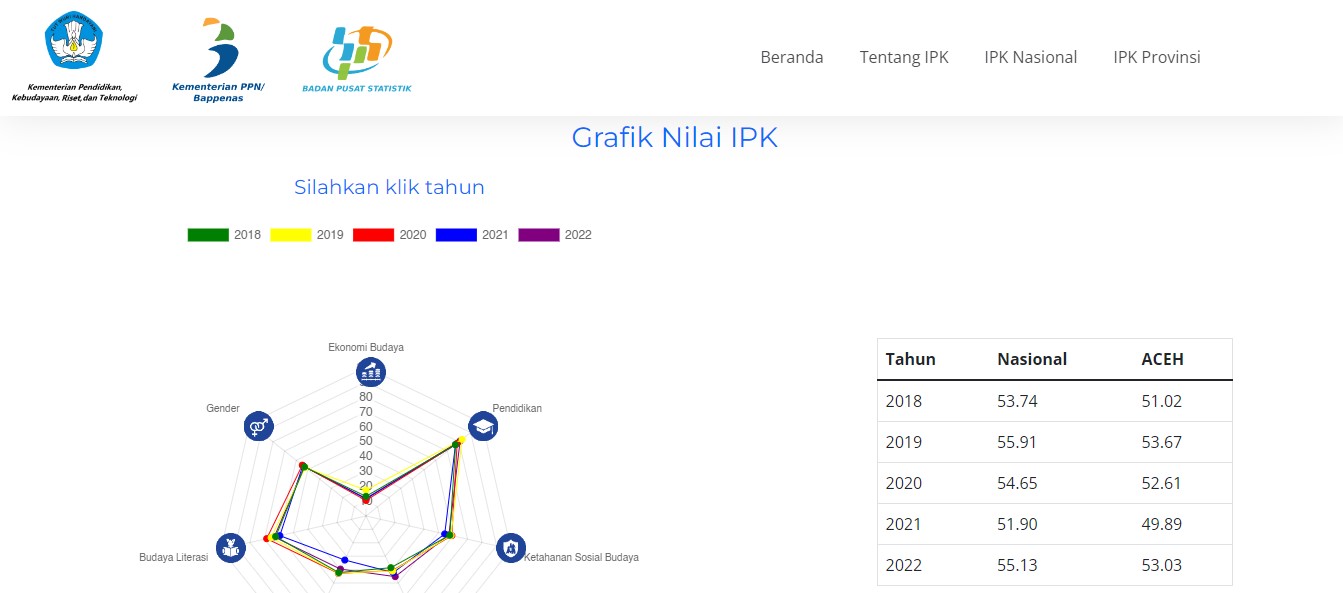 Kementerian Pendidikan,
Kebudayaan, Riset, dan Teknologi
Kementerian PPN/
Bappenas
BADAN PUSAT STATISTIK
Beranda Tentang IPK IPK Nasional IPK Provinsi
Grafik Nilai IPK
Silahkan klik tahun
2018 2019 2020 2021 2022
Ekonomi Budaya
80
70
60
50
40
30
20
Gender
Pendidikan
Budaya Literasi
Ketahanan Sosial Budaya
Tahun Nasional ACEH
2018 53.74 51.02
2019 55.91 53.67
2020 54.65 52.61
2021 51.90 49.89
2022 55.13 53.03